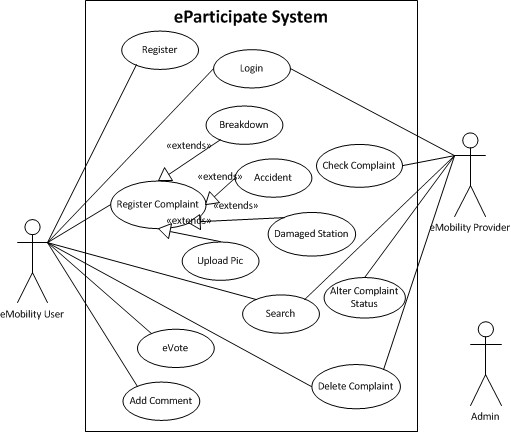 eParticipate System
Register
Login
Breakdown
«extends»
Check Complaint
«extends»
Accident
Register Complaint
«extends»
«extends»
Damaged Station
eMobility Provider
Upload Pic
Alter Complaint
Status
eMobility User
Search
eVote
Delete Complaint
Add Comment
Admin